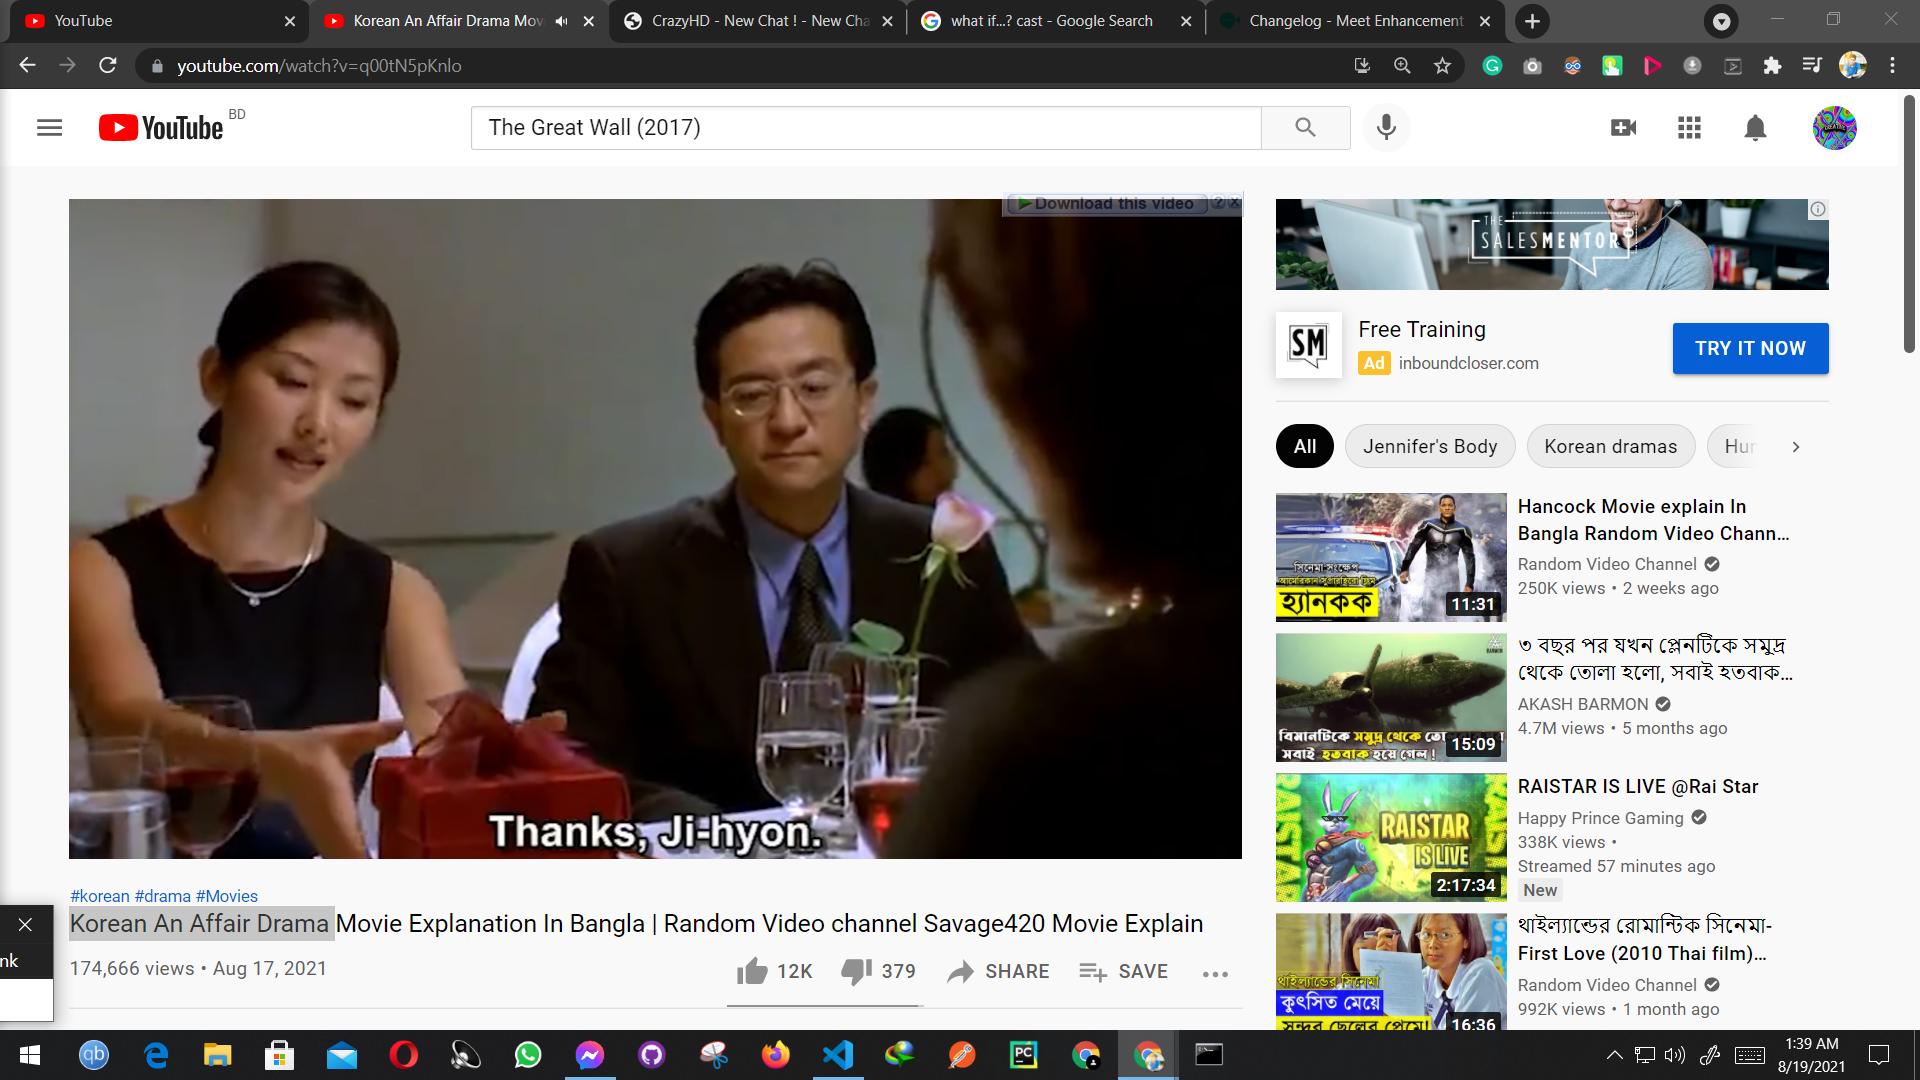 YouTube
Korean An Affair Drama Mov
CrazyHD - New Chat ! - New Cha
what if...? cast - Google Search
Changelog - Meet Enhancement
youtube.com/watch?v=q00tN5pKnlo
YouTube BD
The Great Wall (2017)
Download this video
Thanks, Ji-hyon.
#korean #drama #Movies
Korean An Affair Drama Movie Explanation In Bangla | Random Video channel Savage420 Movie Explain
174,666 views • Aug 17, 2021
12K
379
SHARE
SAVE
nk
THE
SALESMENTOR
SM
Free Training
Ad inboundcloser.com
TRY IT NOW
All
Jennifer's Body
Korean dramas
Hur
সিনেমা-সংক্ষেপ
হ্যানকক
11:31
Hancock Movie explain In
Bangla Random Video Chann...
Random Video Channel
250K views • 2 weeks ago
বিমানটিকে সমুদ্র থেকে তো
সবাই হতবাক হয়ে গেল!
15:09
৩ বছর পর যখন প্লেনটিকে সমুদ্র
থেকে তোলা হলো, সবাই হতবাক...
AKASH BARMON
4.7M views • 5 months ago
RAISTAR
IS LIVE
2:17:34
RAISTAR IS LIVE @Rai Star
Happy Prince Gaming
338K views •
Streamed 57 minutes ago
New
থাইল্যান্ডের সিনেমা
কুৎসিত মেয়ে
সুন্দর ছেলের প্রেমে!
16:36
থাইল্যান্ডের রোমান্টিক সিনেমা-
First Love (2010 Thai film)...
Random Video Channel
992K views • 1 month ago
qb
PC
1:39 AM
8/19/2021